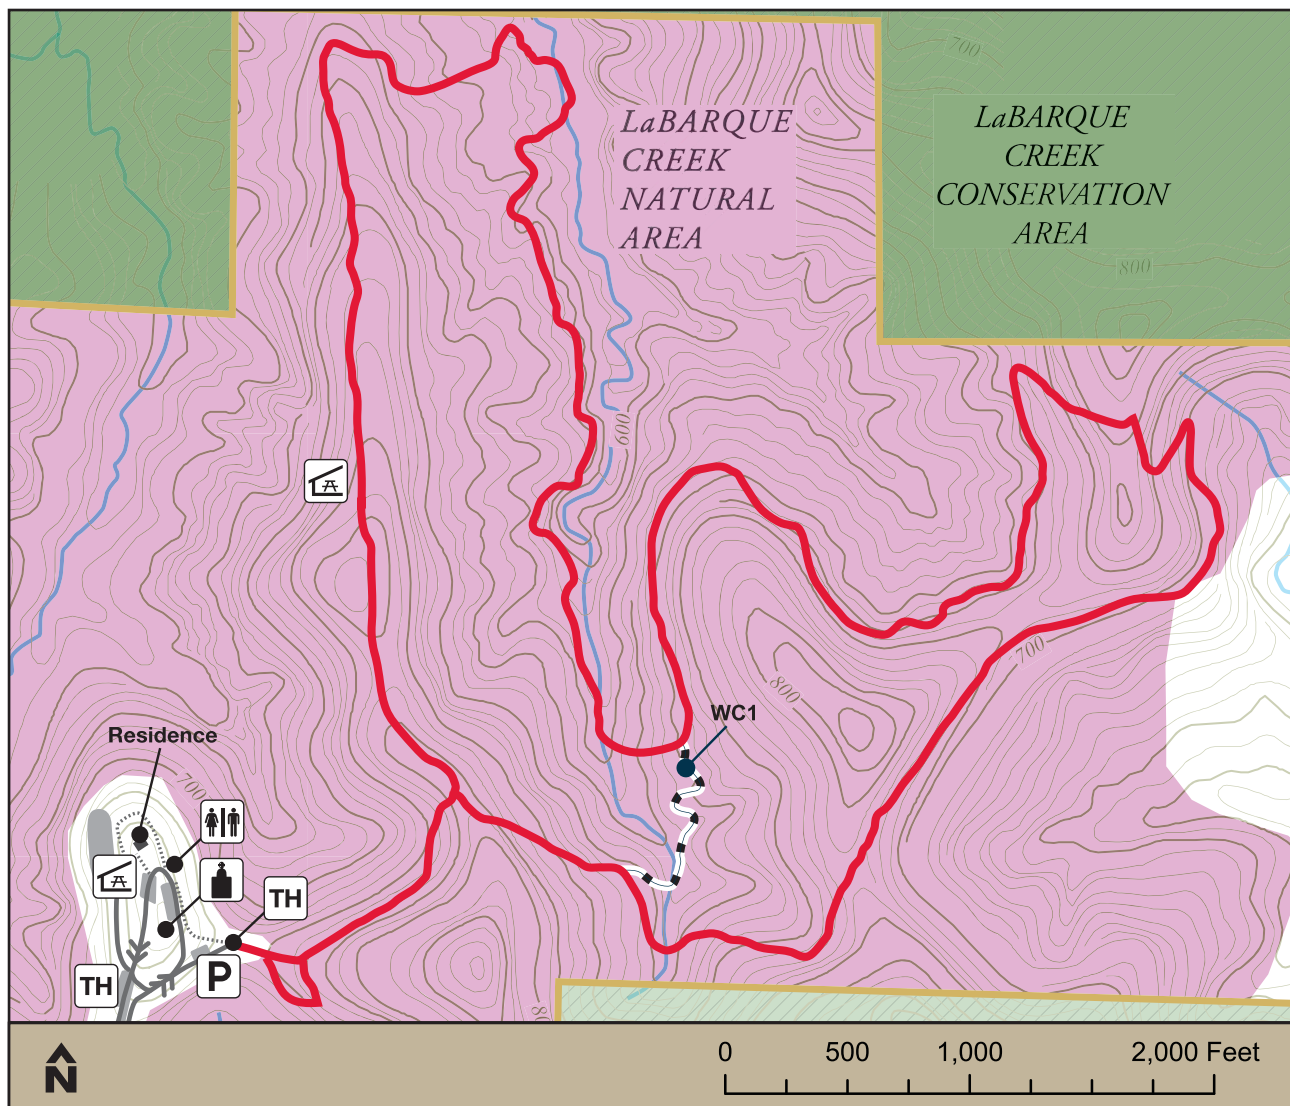 700
LaBARQUE
CREEK
NATURAL
AREA
LaBARQUE
CREEK
CONSERVATION
AREA
800
600
700
800
WC1
Residence
700
TH
TH
P
80
N
0 500 1,000 2,000 Feet